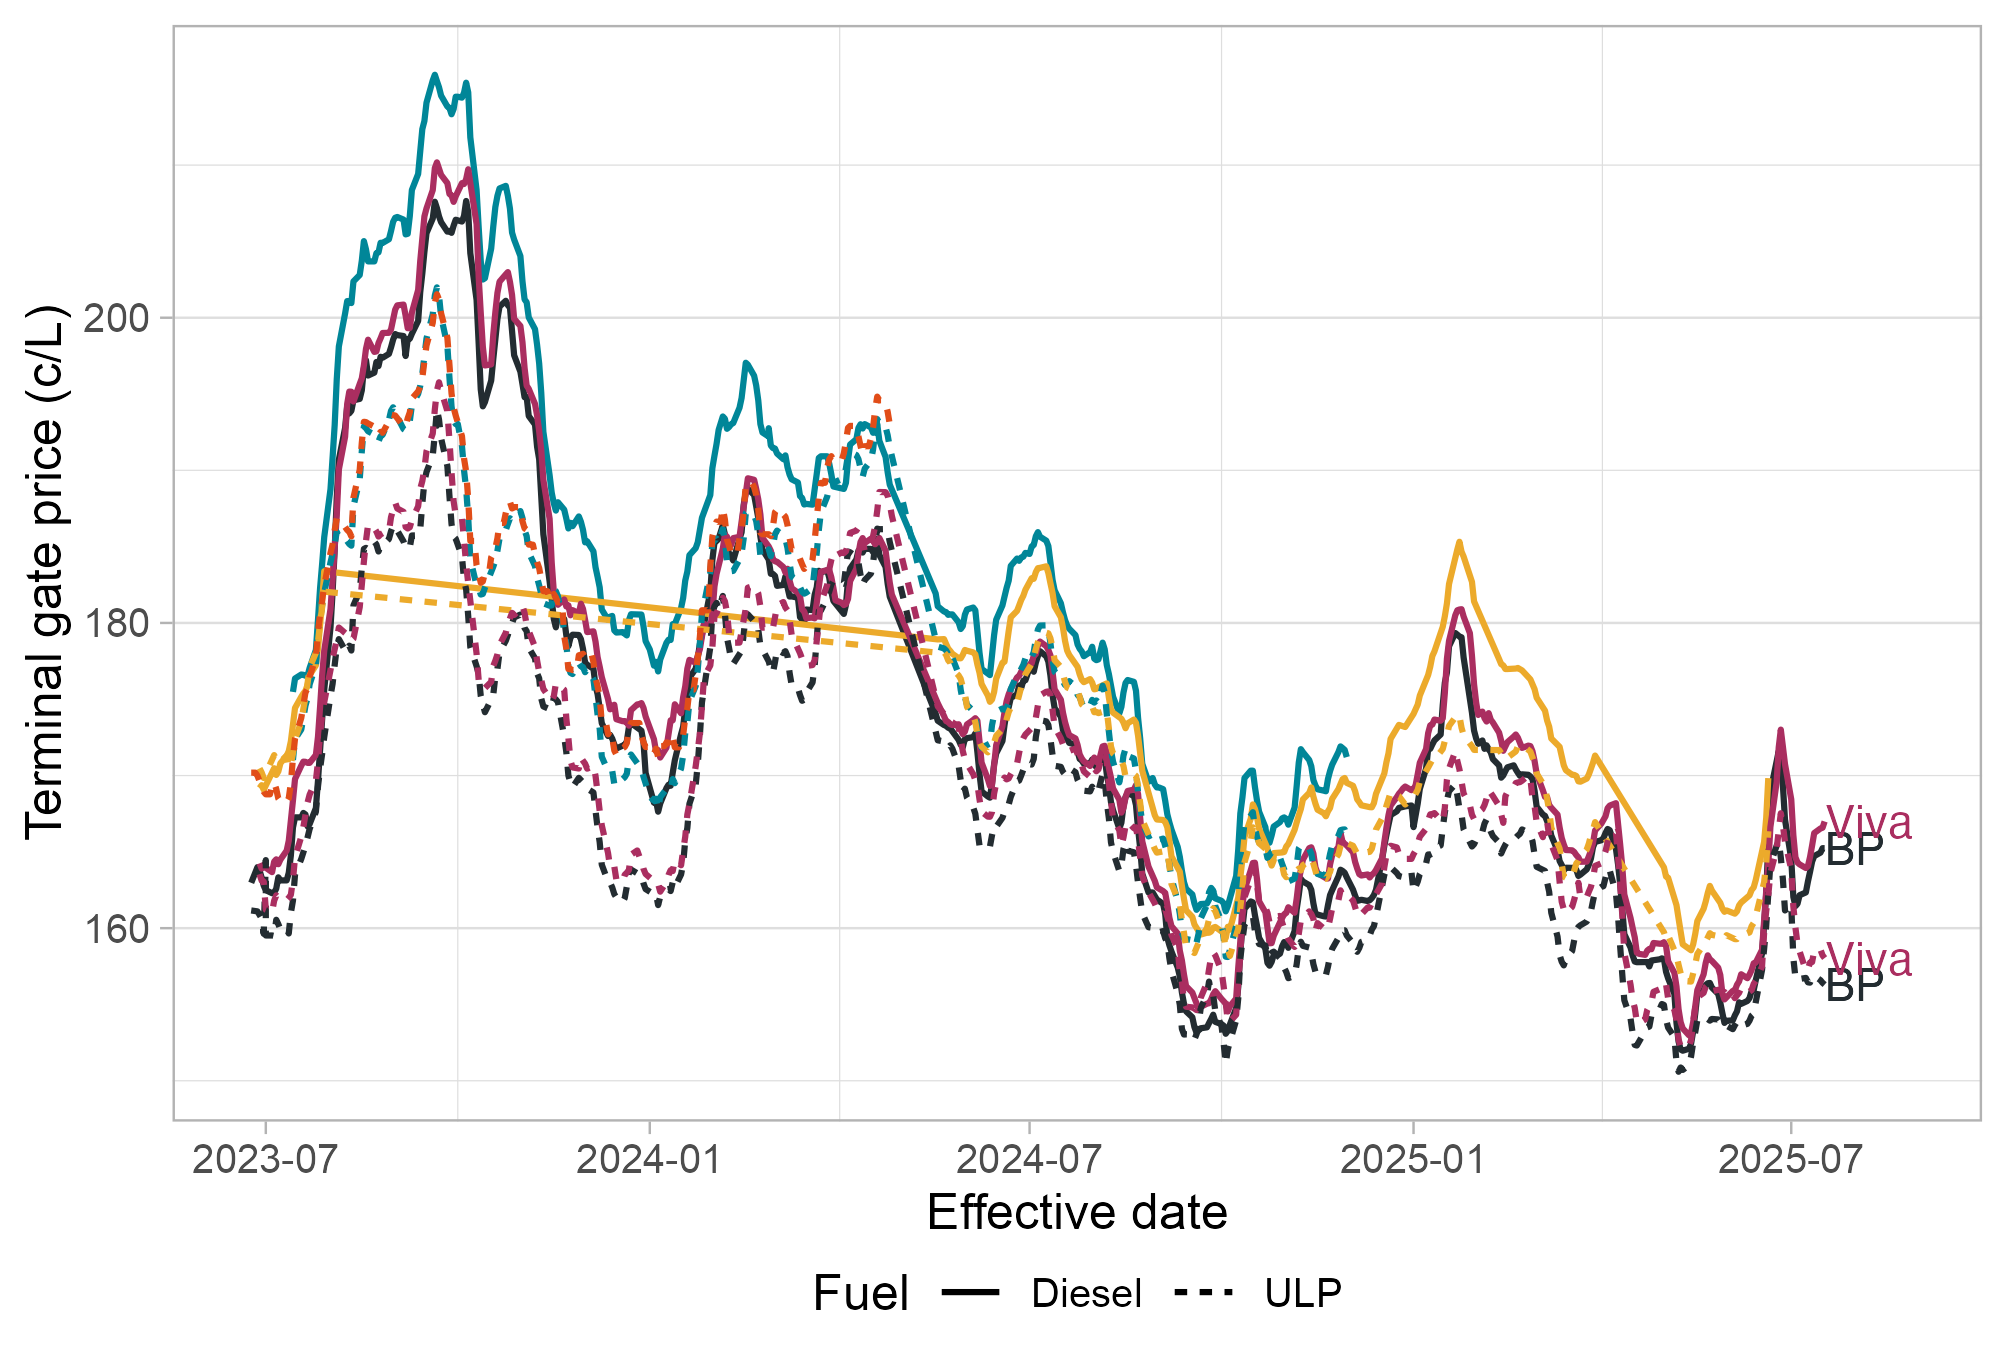 Terminal gate price (c/L)
200
180
160
Viva
BP
Viva
BP
2023-07
2024-01
2024-07
2025-01
2025-07
Effective date
Fuel
Diesel
ULP